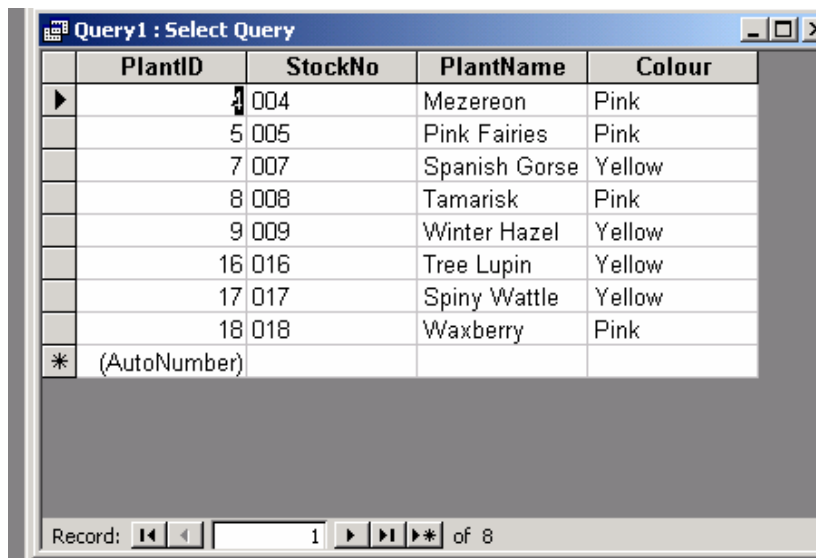 Query1 : Select Query
PlantID StockNo PlantName Colour
4 004 Mezereon Pink
5 005 Pink Fairies Pink
7 007 Spanish Gorse Yellow
8 008 Tamarisk Pink
9 009 Winter Hazel Yellow
16 016 Tree Lupin Yellow
17 017 Spiny Wattle Yellow
18 018 Waxberry Pink
(AutoNumber)
Record: 1 of 8